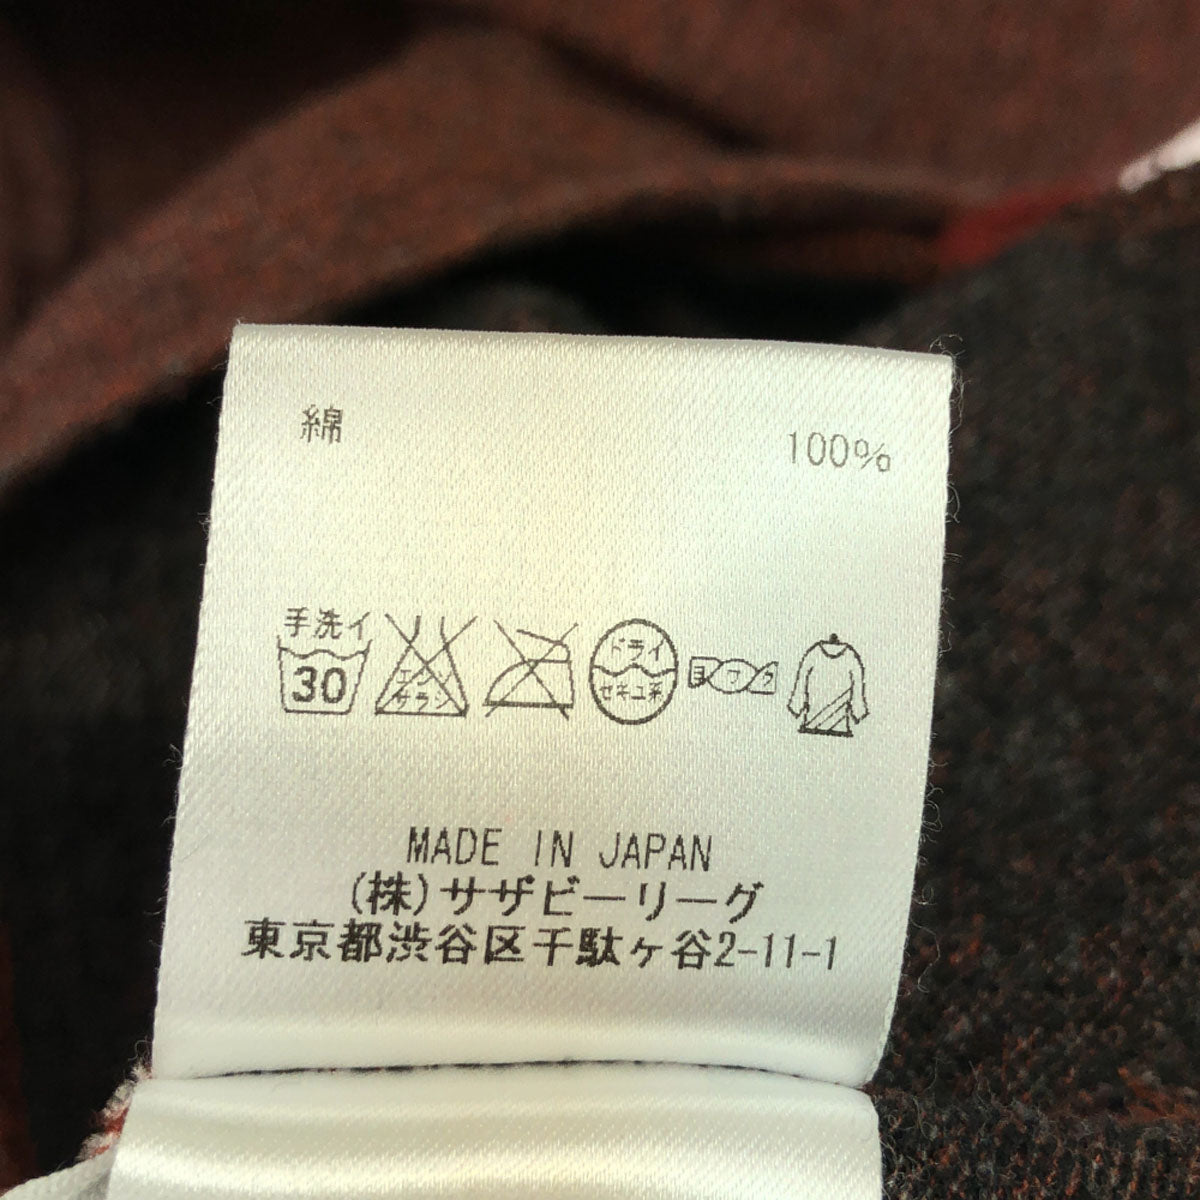 綿 100%
手洗イ
30 エンソ サラシ ドライ セキユ系 ヨワク
MADE IN JAPAN
(株)サザビーリーグ
東京都渋谷区千駄ヶ谷2-11-1